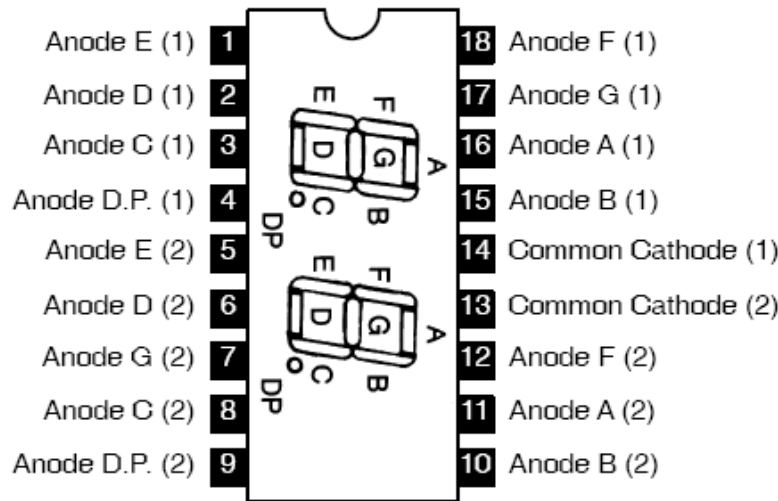 Anode E (1) 1 18 Anode F (1)
Anode D (1) 2 17 Anode G (1)
Anode C (1) 3 16 Anode A (1)
Anode D.P. (1) 4 15 Anode B (1)
Anode E (2) 5 14 Common Cathode (1)
Anode D (2) 6 13 Common Cathode (2)
Anode G (2) 7 12 Anode F (2)
Anode C (2) 8 11 Anode A (2)
Anode D.P. (2) 9 10 Anode B (2)
E F
D G A
C B
DP
E F
D G A
C B
DP